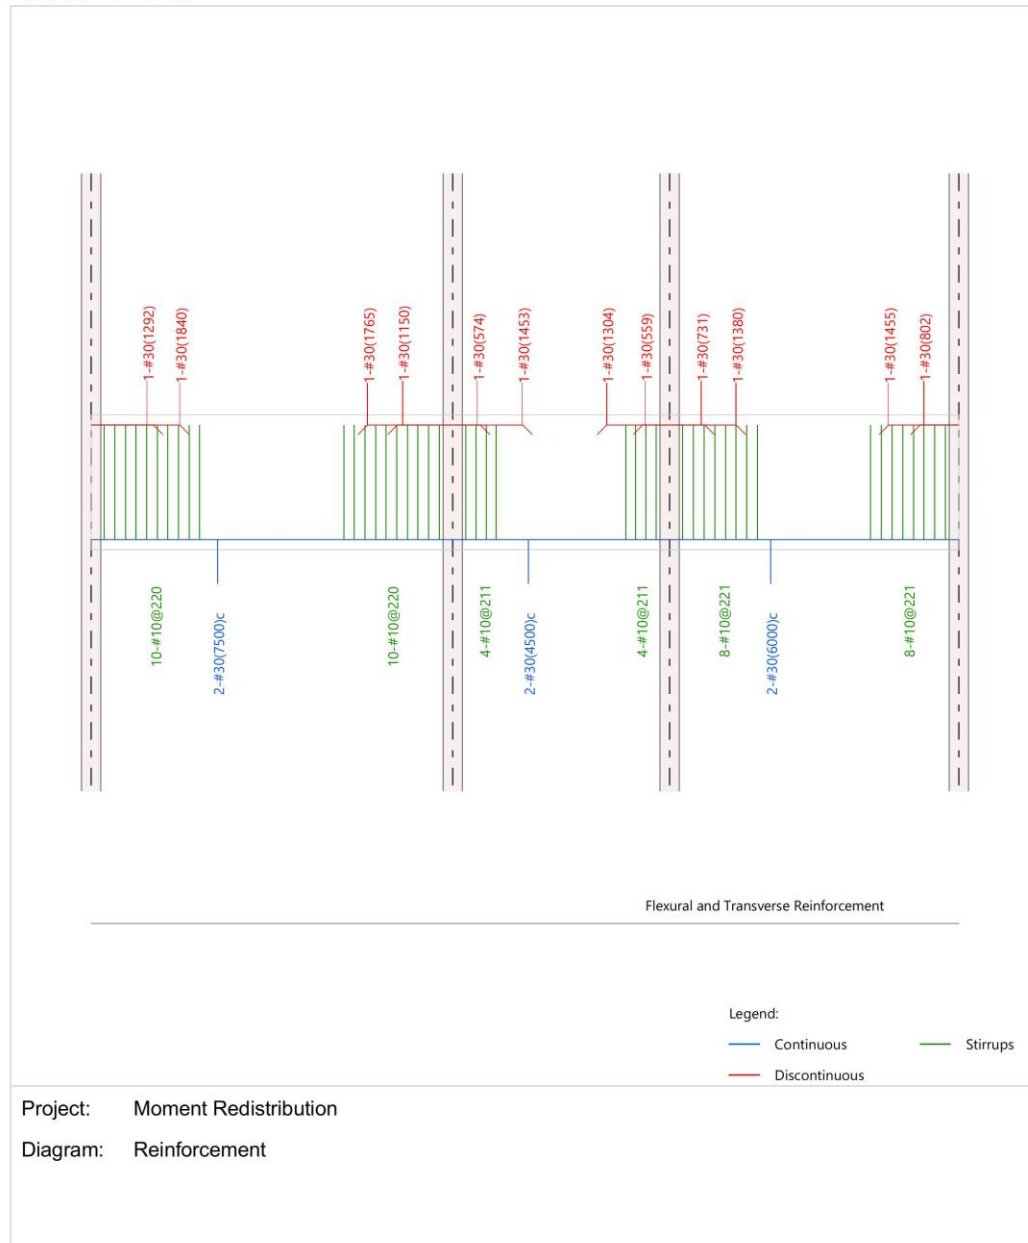 1-#30(1292)
1-#30(1840)
1-#30(1765)
1-#30(1150)
1-#30(574)
1-#30(1453)
1-#30(1304)
1-#30(559)
1-#30(731)
1-#30(1380)
1-#30(1455)
1-#30(802)
10-#10@220
2-#30(7500)c
10-#10@220
4-#10@211
2-#30(4500)c
4-#10@211
8-#10@221
2-#30(6000)c
8-#10@221
Flexural and Transverse Reinforcement
Legend:
Continuous
Stirrups
Discontinuous
Project: Moment Redistribution
Diagram: Reinforcement